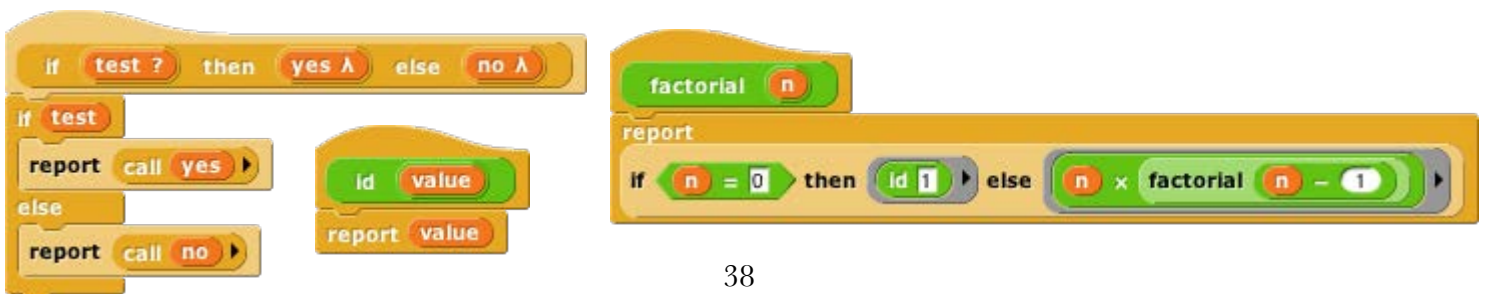 if test ? then yes λ else no λ
if test
report call yes
else
report call no
id value
report value
factorial n
report
if n = 0 then id 1 else n × factorial n − 1
38